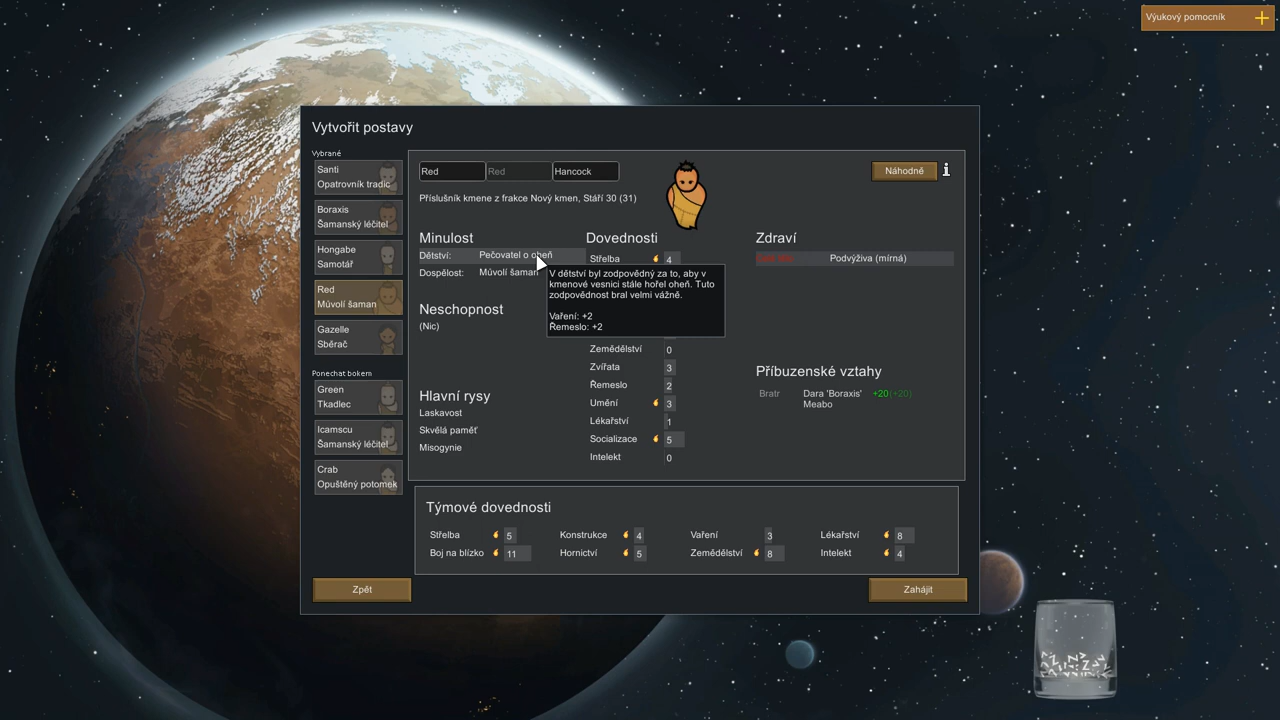 Výukový pomocník
Vytvořit postavy
Vybrané
Santi
Opatrovník tradic
Boraxis
Šamanský léčitel
Hongabe
Samotář
Red
Múvolí šaman
Gazelle
Sběrač
Ponechat bokem
Green
Tkadlec
Icamscu
Šamanský léčitel
Crab
Opuštěný potomek
Red Red Hancock
Náhodně
Příslušník kmene z frakce Nový kmen, Stáří 30 (31)
Minulost
Dětství: Pečovatel o oheň
Dospělost: Múvolí šaman
V dětství byl zodpovědný za to, aby v
kmenové vesnici stále hořel oheň. Tuto
zodpovědnost bral velmi vážně.
Vaření: +2
Řemeslo: +2
Neschopnost
(Nic)
Hlavní rysy
Laskavost
Skvělá paměť
Misogynie
Dovednosti
Střelba 4
Zemědělství 0
Zvířata 3
Řemeslo 2
Umění 3
Lékařství 1
Socializace 5
Intelekt 0
Zdraví
Podvýživa (mírná)
Příbuzenské vztahy
Bratr Dara 'Boraxis' +20(+20)
Meabo
Týmové dovednosti
Střelba 5 Konstrukce 4 Vaření 3 Lékařství 8
Boj na blízko 11 Hornictví 5 Zemědělství 8 Intelekt 4
Zpět
Zahájit